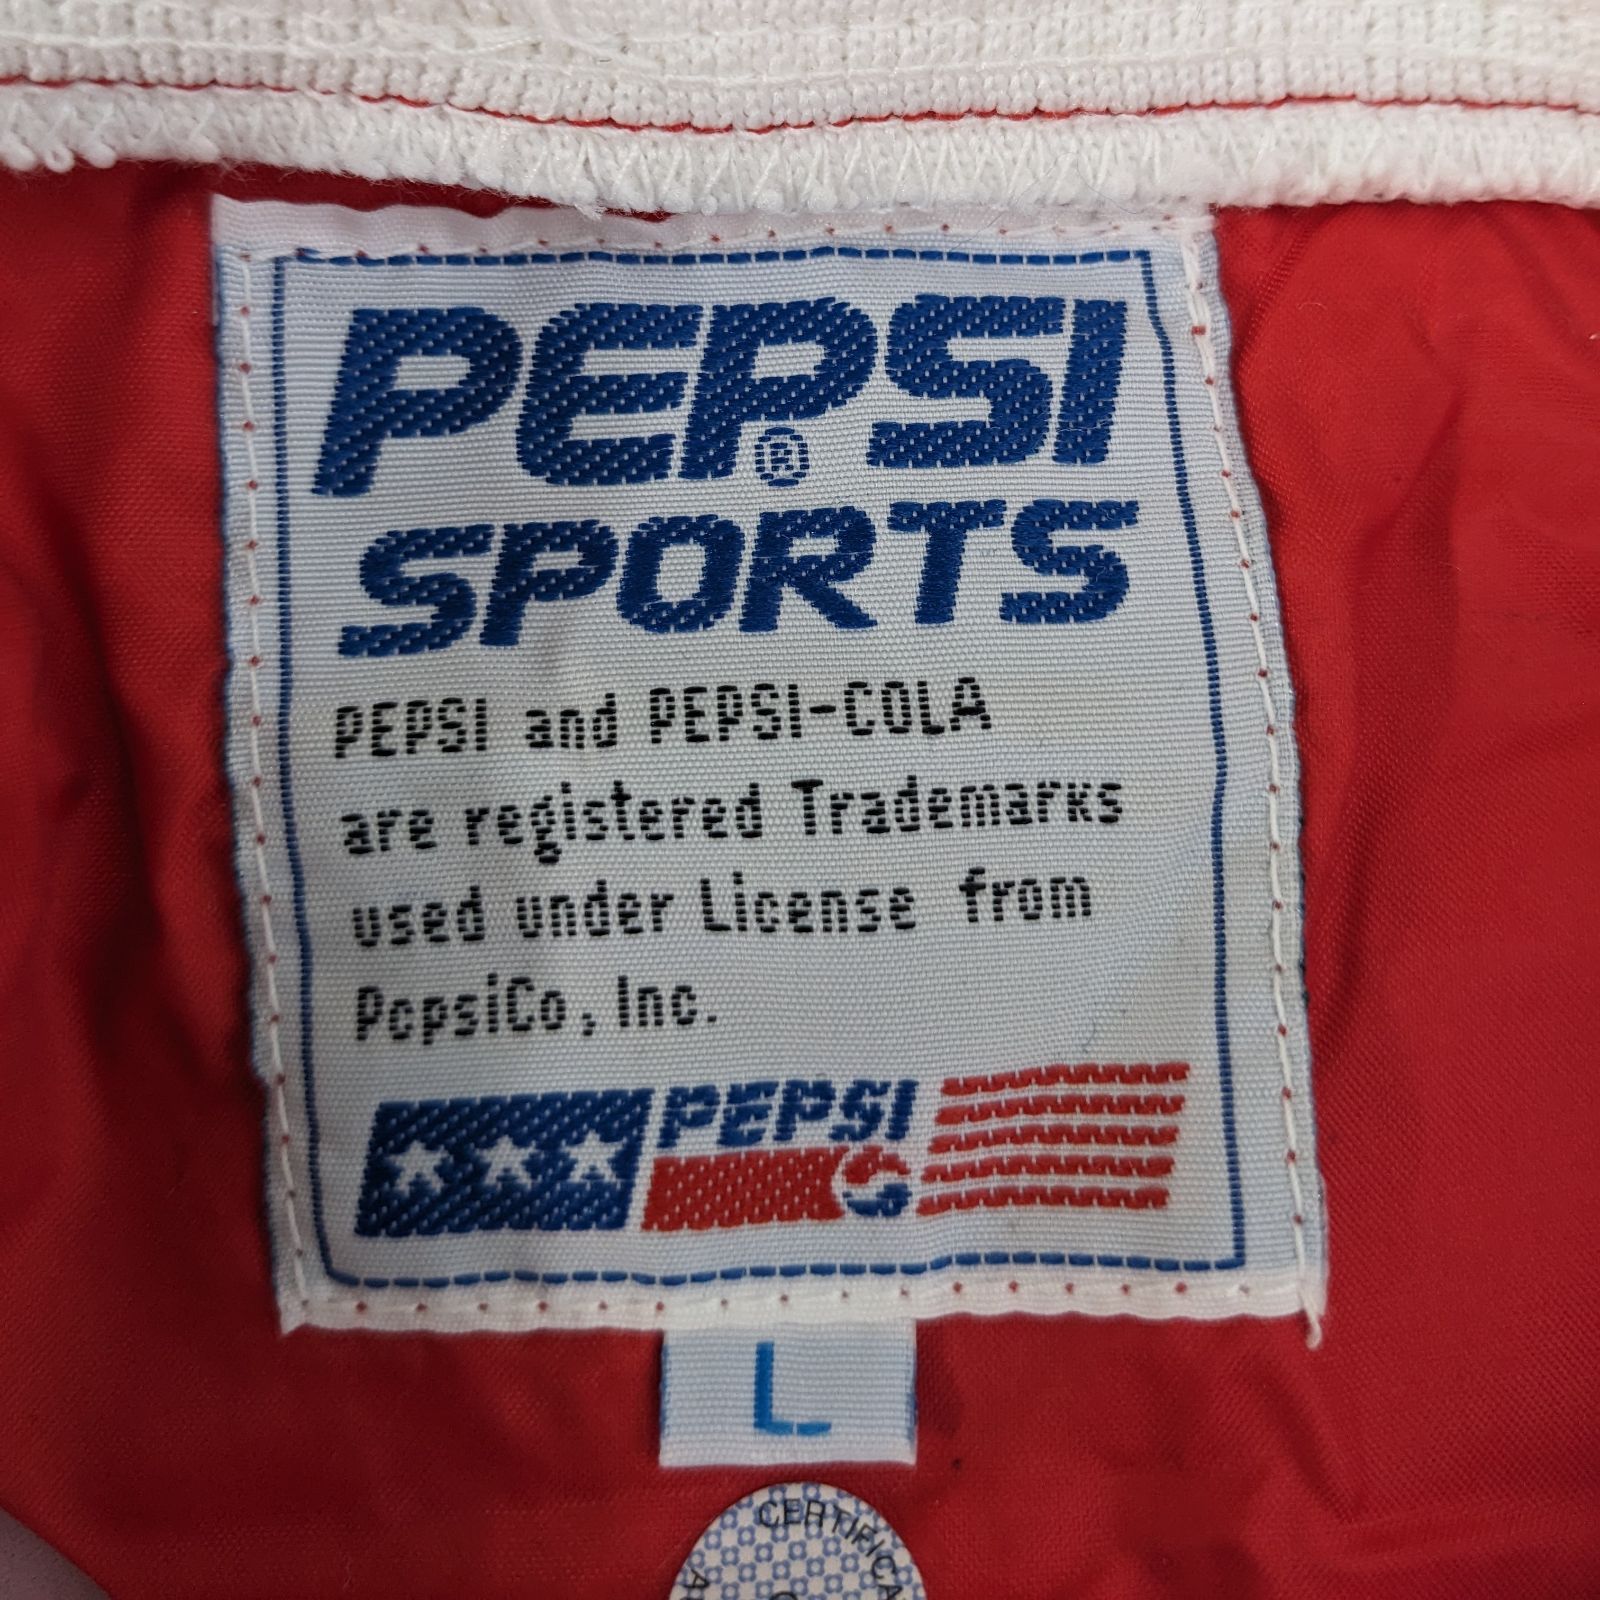 PEPSI
®
SPORTS
PEPSI and PEPSI-COLA
are registered Trademarks
used under License from
PepsiCo, Inc.
PEPSI
L